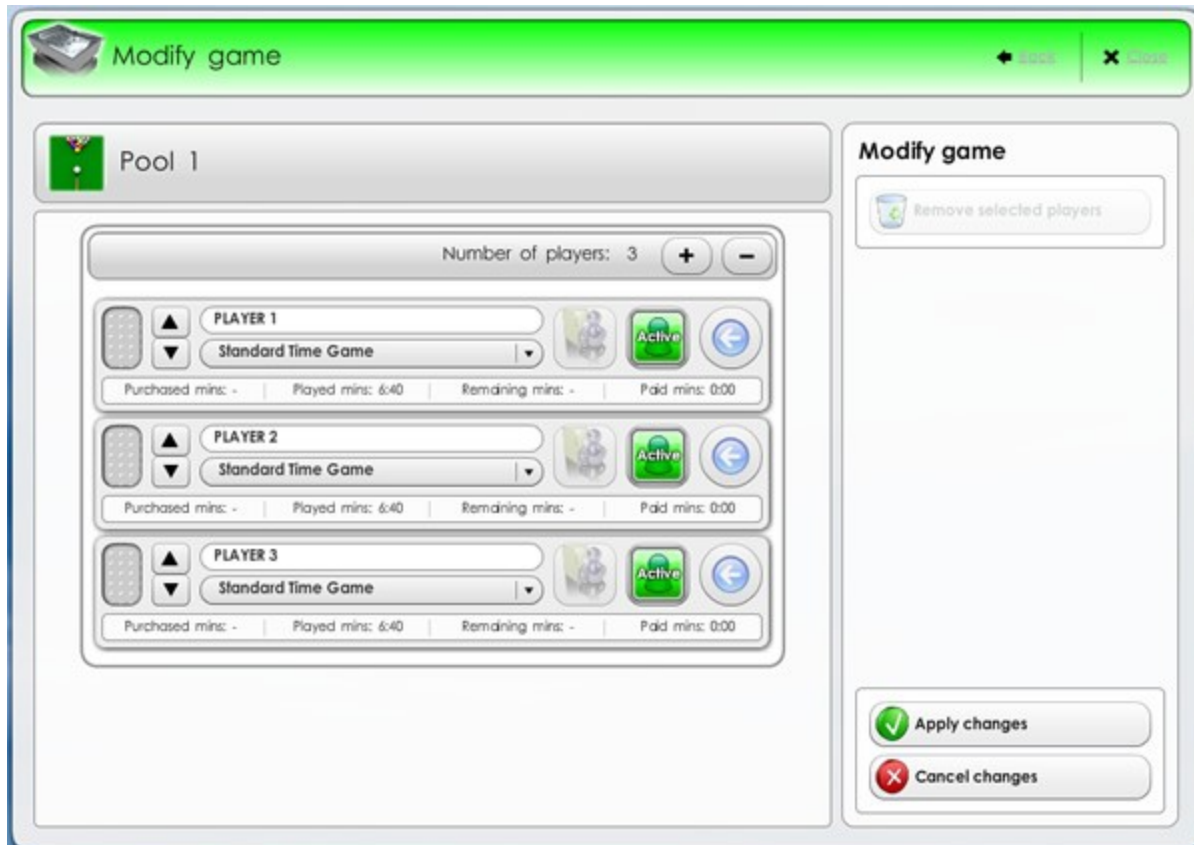 Modify game
Back
Close
Pool 1
Number of players: 3 + -
PLAYER 1
Standard Time Game
Active
Purchased mins: - Played mins: 6:40 Remaining mins: - Paid mins: 0:00
PLAYER 2
Standard Time Game
Active
Purchased mins: - Played mins: 6:40 Remaining mins: - Paid mins: 0:00
PLAYER 3
Standard Time Game
Active
Purchased mins: - Played mins: 6:40 Remaining mins: - Paid mins: 0:00
Modify game
Remove selected players
Apply changes
Cancel changes